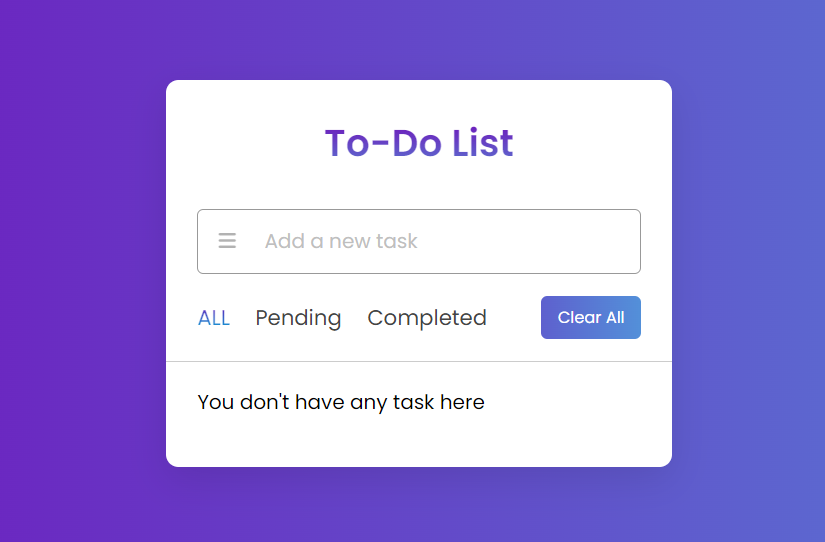 To-Do List
Add a new task
ALL Pending Completed Clear All
You don't have any task here